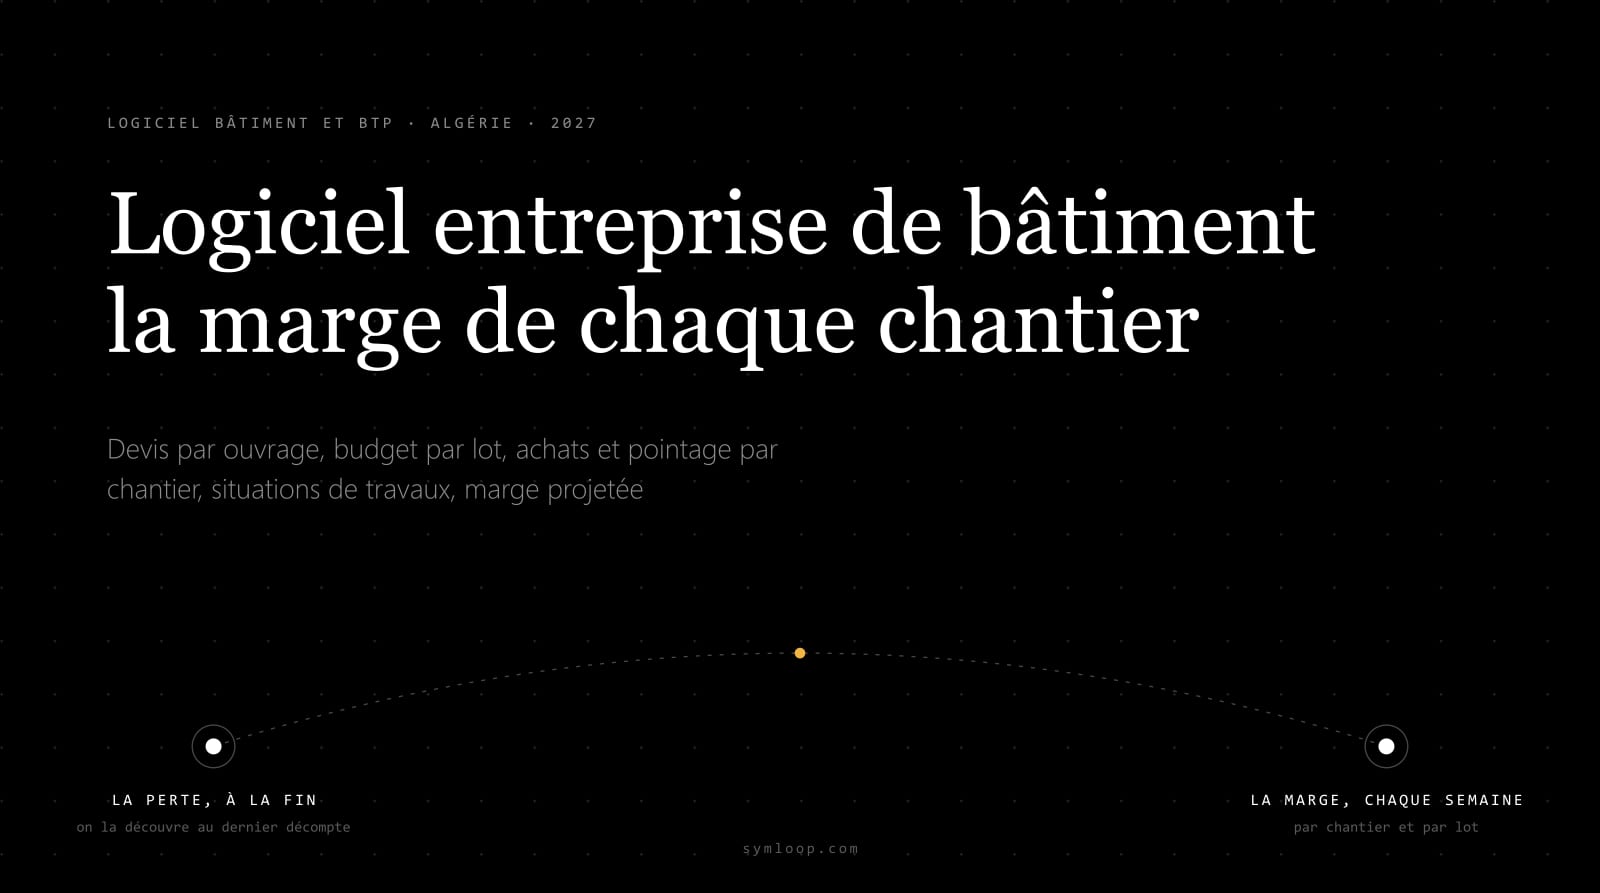 LOGICIEL BÂTIMENT ET BTP · ALGÉRIE · 2027
Logiciel entreprise de bâtiment
la marge de chaque chantier
Devis par ouvrage, budget par lot, achats et pointage par
chantier, situations de travaux, marge projetée
LA PERTE, À LA FIN
on la découvre au dernier décompte
LA MARGE, CHAQUE SEMAINE
par chantier et par lot
symloop.com